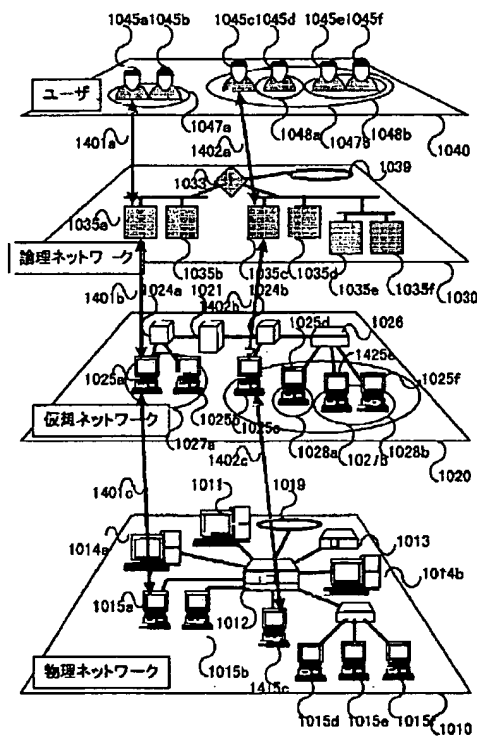 1045a 1045b 1045c 1045d 1045e 1045f
ユーザ
1047a 1048a 1048b
1401a 1402a 1040
1033 1039
1035a
1035b 1035c 1035d
1035e 1035f
論理ネットワーク 1030
1401b 1024a 1021 1402b 1024b
1025d 1026
1425e
1025a 1025f
1025b 1025c
仮想ネットワーク 1027a 1028a 1028b
1402c 1020
1401c 1011 1019
1014a 1013
1014b
1015a 1012
物理ネットワーク 1015b 1415c
1015d 1015e 1015f
1010